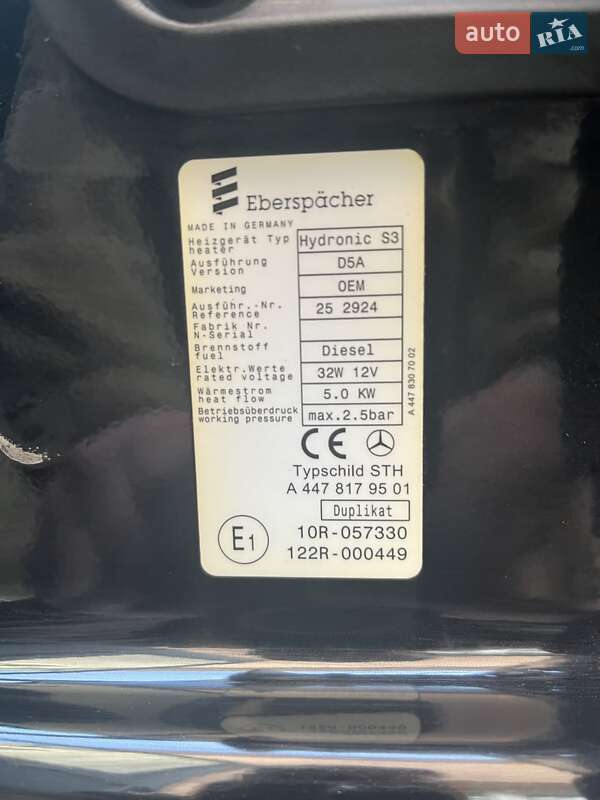 auto RIA .com
Eberspächer
MADE IN GERMANY
Heizgerät Typ
heater
Hydronic S3
Ausführung
Version
D5A
Marketing
OEM
Ausführ.-Nr.
Reference
25 2924
Fabrik Nr.
N-Serial
Brennstoff
fuel
Diesel
Elektr.Werte
rated voltage
32W 12V
Wärmestrom
heat flow
5.0 KW
Betriebsüberdruck
working pressure
max.2.5bar
A 447 830 70 02
CE
Typschild STH
A 447 817 95 01
Duplikat
E1
10R-057330
122R-000449